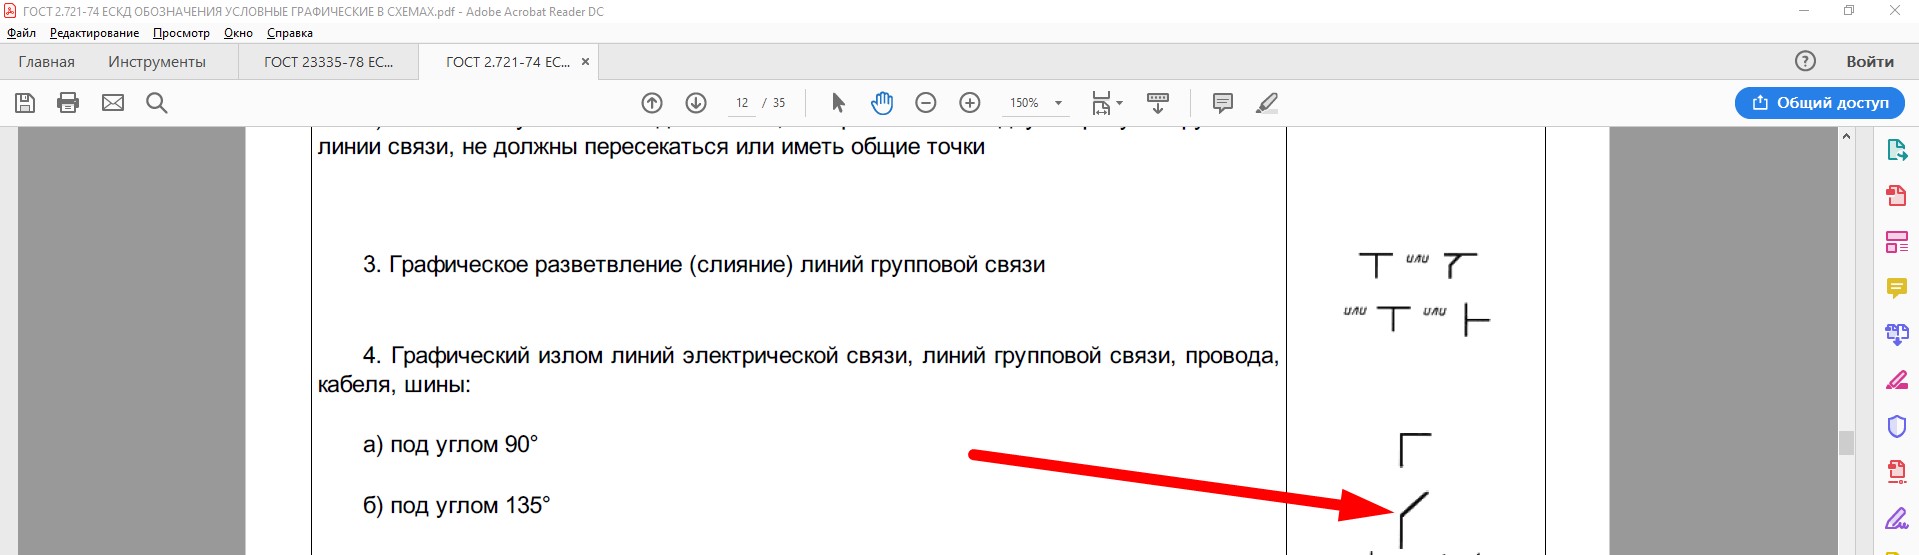 ГОСТ 2.721-74 ЕСКД ОБОЗНАЧЕНИЯ УСЛОВНЫЕ ГРАФИЧЕСКИЕ В СХЕМАХ.pdf - Adobe Acrobat Reader DC
Файл Редактирование Просмотр Окно Справка
Главная Инструменты ГОСТ 23335-78 ЕС... ГОСТ 2.721-74 ЕС... ×
? Войти
12 / 35 150% Общий доступ
линии связи, не должны пересекаться или иметь общие точки
3. Графическое разветвление (слияние) линий групповой связи
или
или или
4. Графический излом линий электрической связи, линий групповой связи, провода,
кабеля, шины:
а) под углом 90°
б) под углом 135°